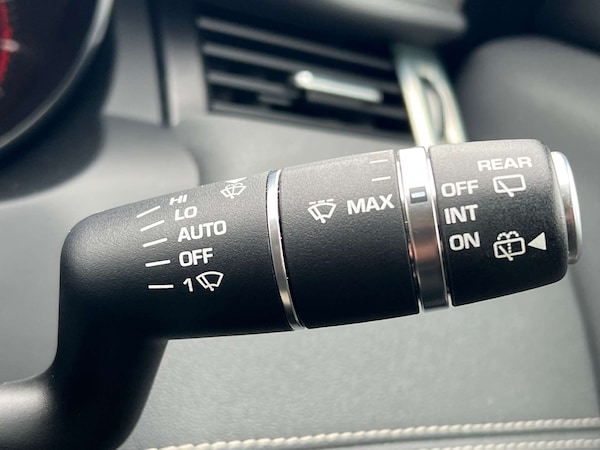 HI
LO
AUTO
OFF
1
MAX
REAR
OFF
INT
ON